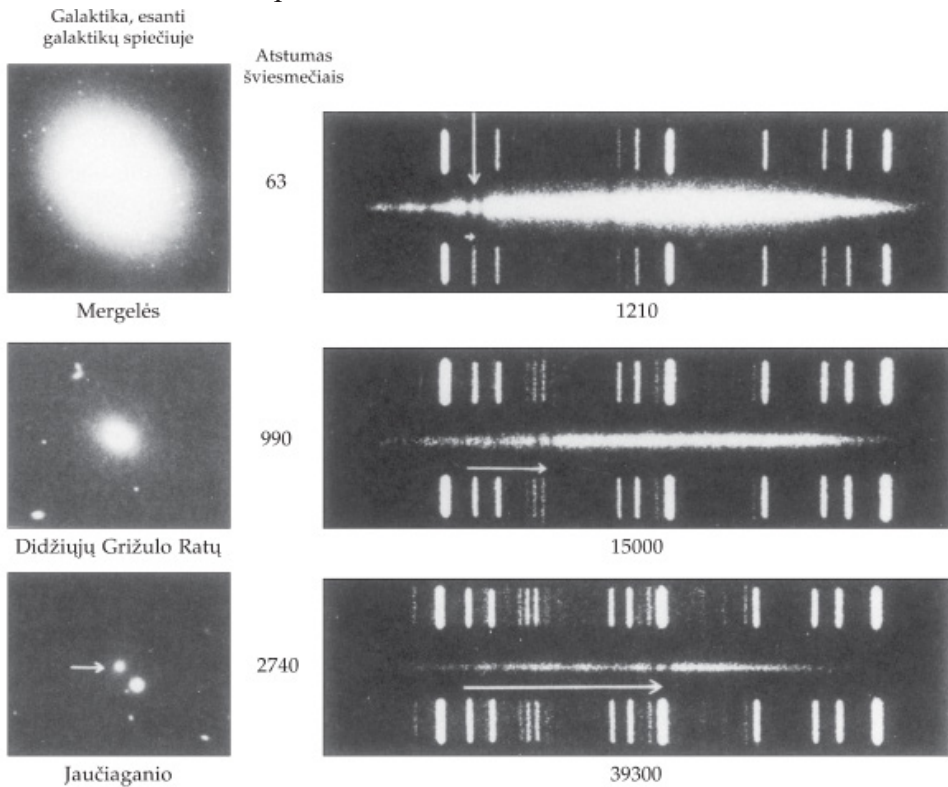 Galaktika, esanti
galaktikų spiečiuje
Atstumas
šviesmečiais
63
Mergelės
1210
990
Didžiųjų Grižulo Ratų
15000
2740
Jaučiaganio
39300